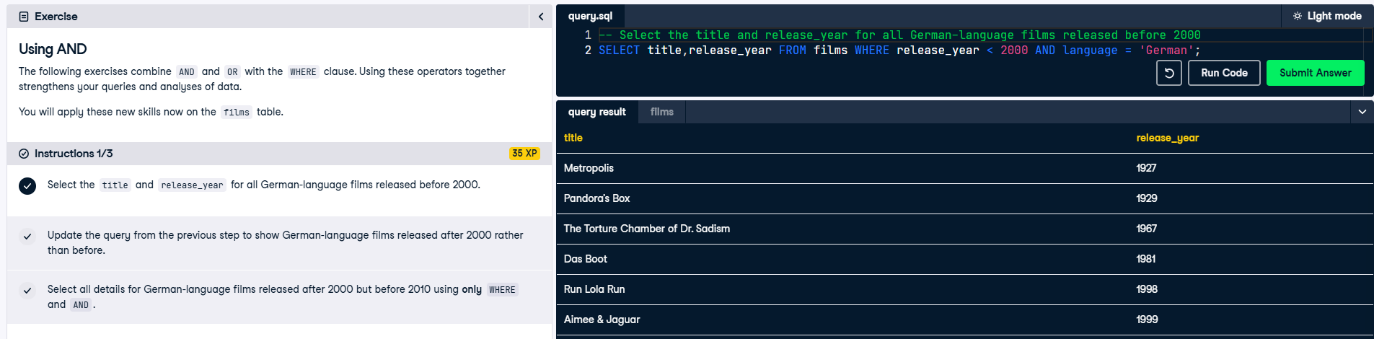 Exercise
Using AND
The following exercises combine AND and OR with the WHERE clause. Using these operators together
strengthens your queries and analyses of data.
You will apply these new skills now on the films table.
Instructions 1/3
35 XP
Select the title and release_year for all German-language films released before 2000.
Update the query from the previous step to show German-language films released after 2000 rather
than before.
Select all details for German-language films released after 2000 but before 2010 using only WHERE
and AND.
query.sql
Light mode
1 -- Select the title and release_year for all German-language films released before 2000
2 SELECT title,release_year FROM films WHERE release_year < 2000 AND language = 'German';
Run Code
Submit Answer
query result films
title release_year
Metropolis 1927
Pandora's Box 1929
The Torture Chamber of Dr. Sadism 1967
Das Boot 1981
Run Lola Run 1998
Aimee & Jaguar 1999